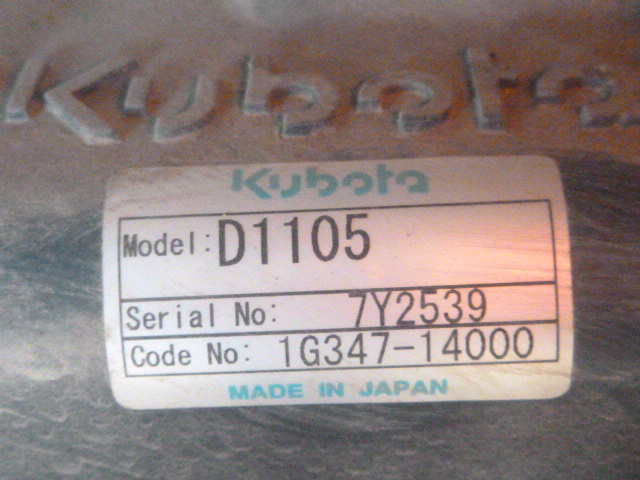 Kubota
Kubota
Model: D1105
Serial No: 7Y2539
Code No: 1G347-14000
MADE IN JAPAN